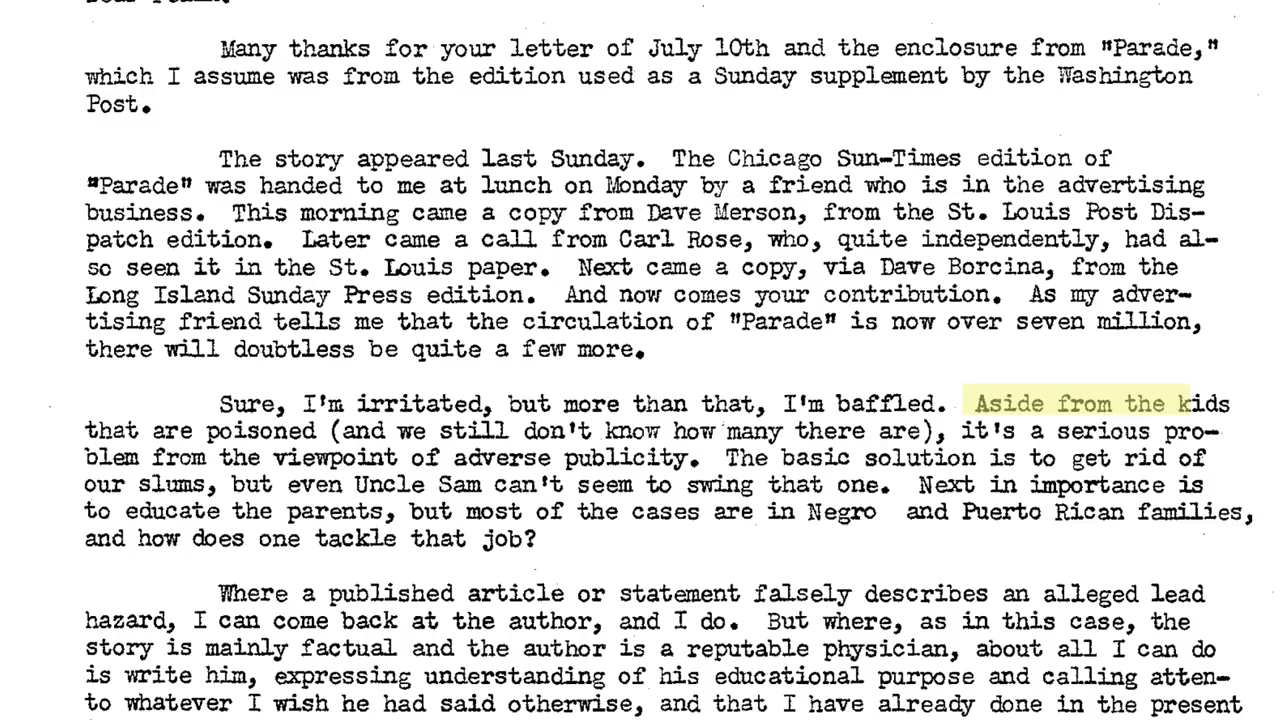 Many thanks for your letter of July 10th and the enclosure from "Parade,"
which I assume was from the edition used as a Sunday supplement by the Washington
Post.
The story appeared last Sunday. The Chicago Sun-Times edition of
"Parade" was handed to me at lunch on Monday by a friend who is in the advertising
business. This morning came a copy from Dave Merson, from the St. Louis Post Dis-
patch edition. Later came a call from Carl Rose, who, quite independently, had al-
so seen it in the St. Louis paper. Next came a copy, via Dave Borcina, from the
Long Island Sunday Press edition. And now comes your contribution. As my adver-
tising friend tells me that the circulation of "Parade" is now over seven million,
there will doubtless be quite a few more.
Sure, I'm irritated, but more than that, I'm baffled. Aside from the kids
that are poisoned (and we still don't know how many there are), it's a serious pro-
blem from the viewpoint of adverse publicity. The basic solution is to get rid of
our slums, but even Uncle Sam can't seem to swing that one. Next in importance is
to educate the parents, but most of the cases are in Negro and Puerto Rican families,
and how does one tackle that job?
Where a published article or statement falsely describes an alleged lead
hazard, I can come back at the author, and I do. But where, as in this case, the
story is mainly factual and the author is a reputable physician, about all I can do
is write him, expressing understanding of his educational purpose and calling atten-
to whatever I wish he had said otherwise, and that I have already done in the present